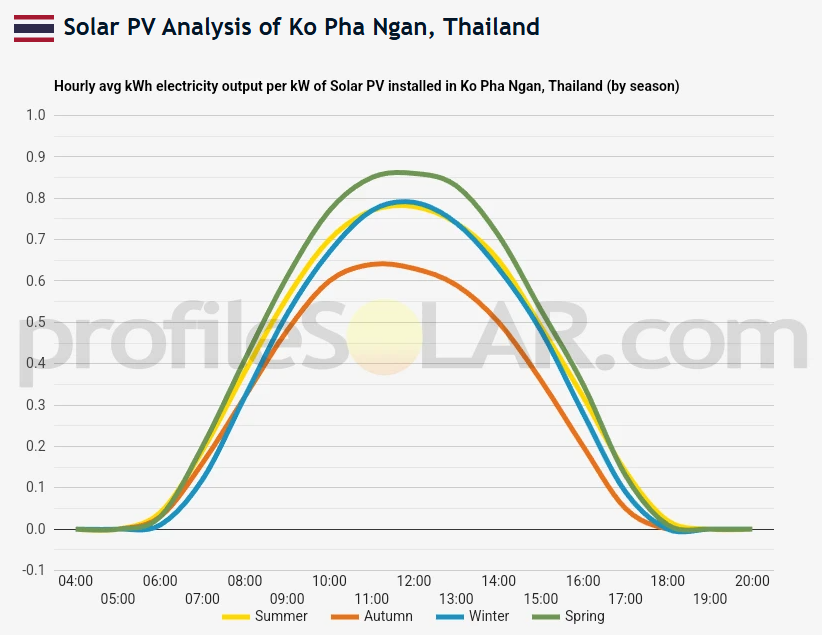 Solar PV Analysis of Ko Pha Ngan, Thailand
Hourly avg kWh electricity output per kW of Solar PV installed in Ko Pha Ngan, Thailand (by season)
1.0
0.9
0.8
0.7
0.6
0.5
0.4
0.3
0.2
0.1
0.0
-0.1
profileSOLAR.com
04:00 06:00 08:00 10:00 12:00 14:00 16:00 18:00 20:00
05:00 07:00 09:00 11:00 13:00 15:00 17:00 19:00
Summer Autumn Winter Spring